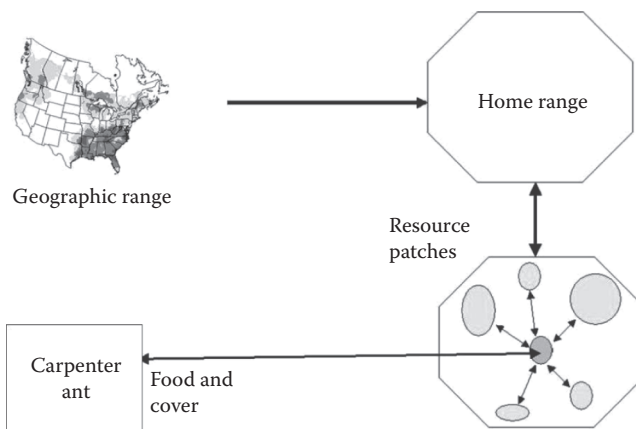 Home range
Geographic range
Resource
patches
Carpenter
ant
Food and
cover